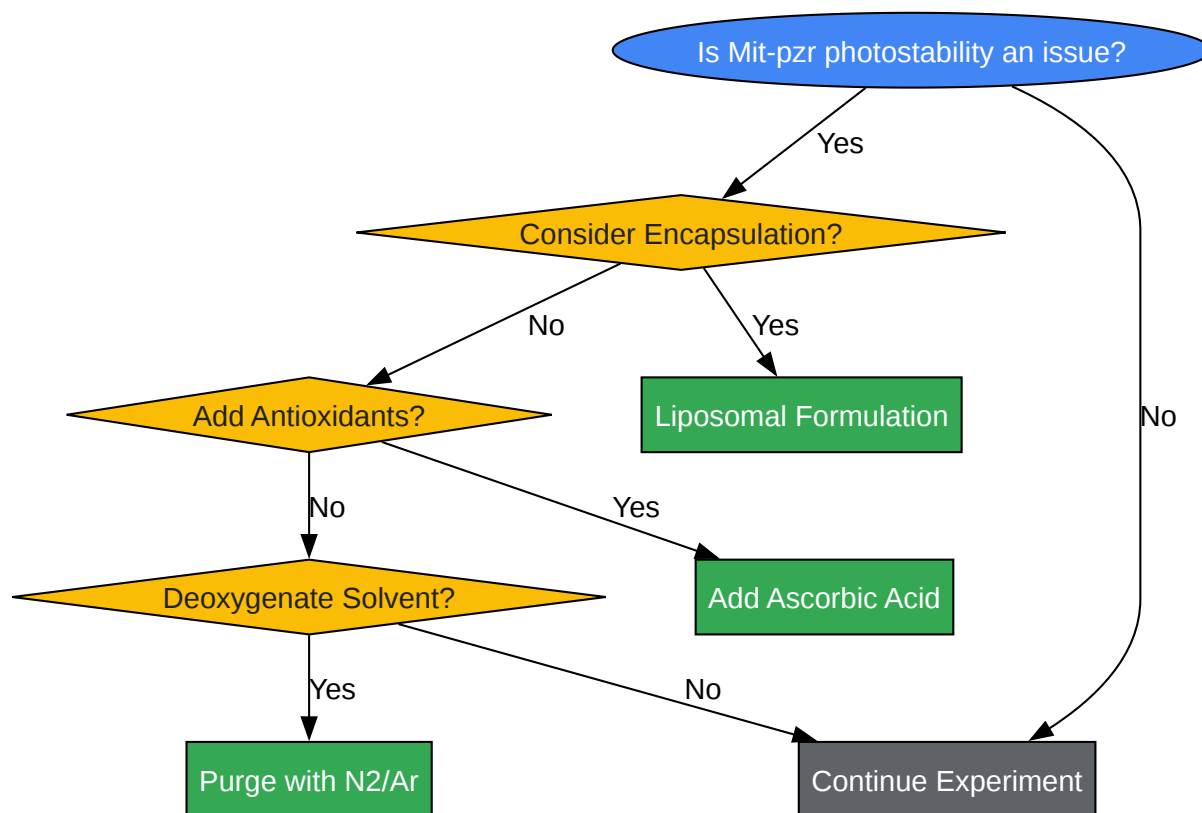 Is Mit-pzr photostability an issue?
Yes
Consider Encapsulation?
No
Yes
Add Antioxidants?
Liposomal Formulation
No
No
Yes
Deoxygenate Solvent?
Add Ascorbic Acid
Yes
No
Purge with N2/Ar
Continue Experiment